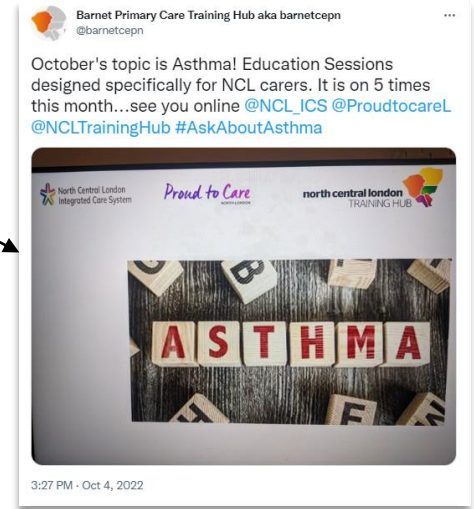 Barnet Primary Care Training Hub aka barnetcepn
@barnetcepn
October's topic is Asthma! Education Sessions
designed specifically for NCL carers. It is on 5 times
this month...see you online @NCL_ICS @ProudtocareL
@NCLTrainingHub #AskAboutAsthma
North Central London
Integrated Care System
Proud to Care
NORTH LONDON
north central london
TRAINING HUB
B
ASTHMA
H
E
3:27 PM · Oct 4, 2022